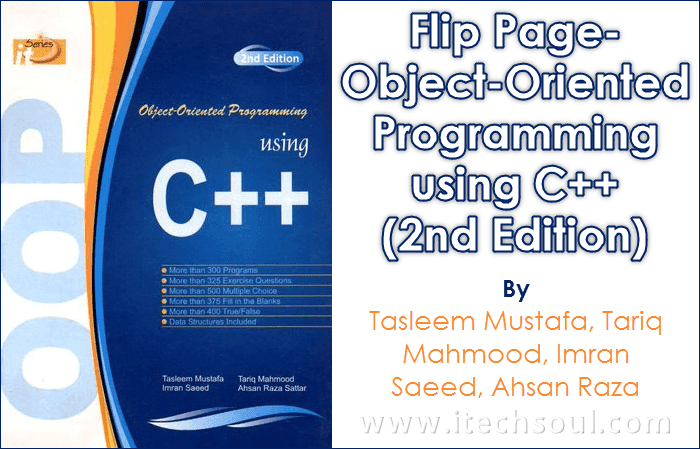 Series
it
2nd Edition
OOP
Object-Oriented Programming
using
C++
More than 300 Programs
More than 325 Exercise Questions
More than 500 Multiple Choice
More than 375 Fill in the Blanks
More than 400 True/False
Data Structures Included
Tasleem Mustafa Tariq Mahmood
Imran Saeed Ahsan Raza Sattar
Flip Page-
Object-Oriented
Programming
using C++
(2nd Edition)
By
Tasleem Mustafa, Tariq
Mahmood, Imran
Saeed, Ahsan Raza
www.itechsoul.com